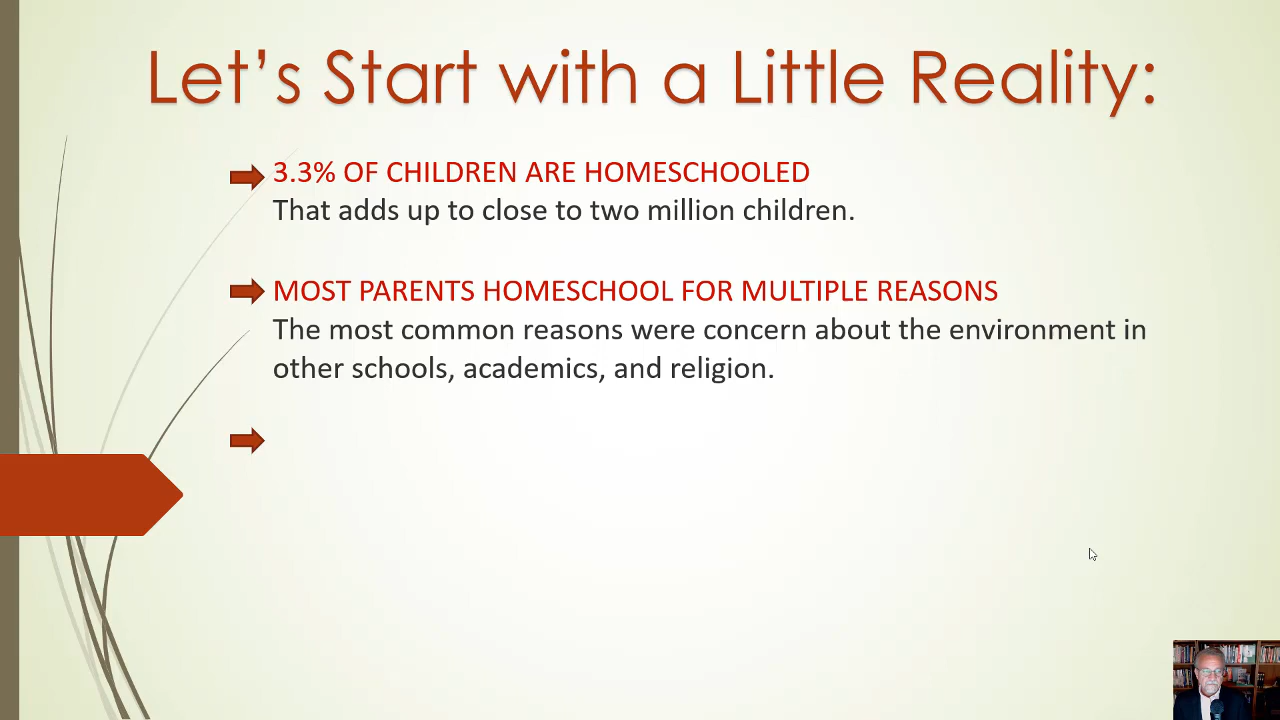 Let’s Start with a Little Reality:
3.3% OF CHILDREN ARE HOMESCHOOLED
That adds up to close to two million children.
MOST PARENTS HOMESCHOOL FOR MULTIPLE REASONS
The most common reasons were concern about the environment in
other schools, academics, and religion.